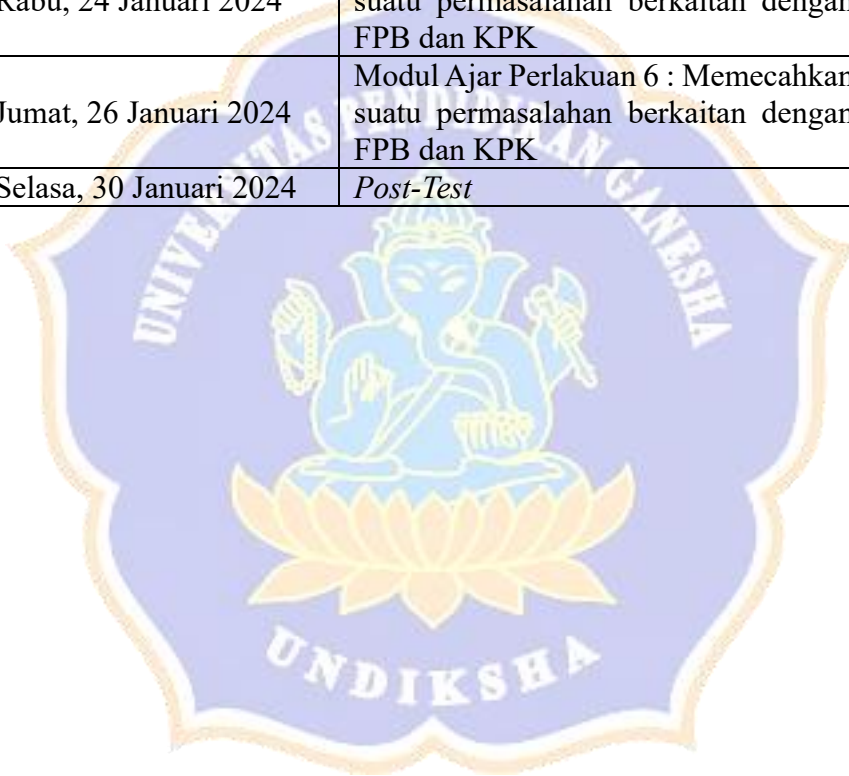 Rabu, 24 Januari 2024
suatu permasalahan berkaitan dengan
FPB dan KPK
Jumat, 26 Januari 2024
Modul Ajar Perlakuan 6 : Memecahkan
suatu permasalahan berkaitan dengan
FPB dan KPK
Selasa, 30 Januari 2024
Post-Test
UNIVERSITAS PENDIDIKAN GANESHA
UNDIKSHA